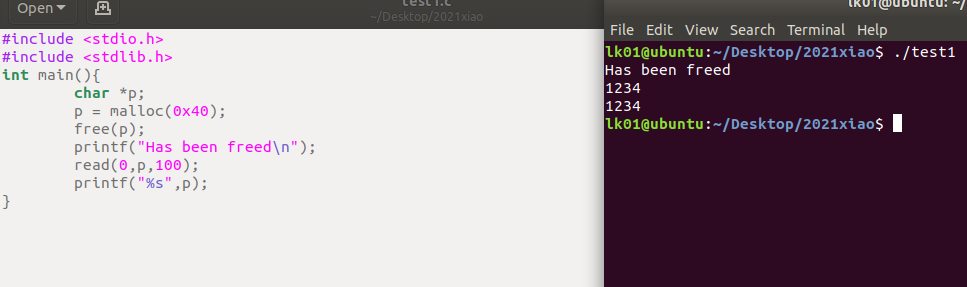 Open
test1.c
~/Desktop/2021xiao
#include <stdio.h>
#include <stdlib.h>
int main(){
        char *p;
        p = malloc(0x40);
        free(p);
        printf("Has been freed\n");
        read(0,p,100);
        printf("%s",p);
}
lk01@ubuntu: ~/
File Edit View Search Terminal Help
lk01@ubuntu:~/Desktop/2021xiao$ ./test1
Has been freed
1234
1234
lk01@ubuntu:~/Desktop/2021xiao$